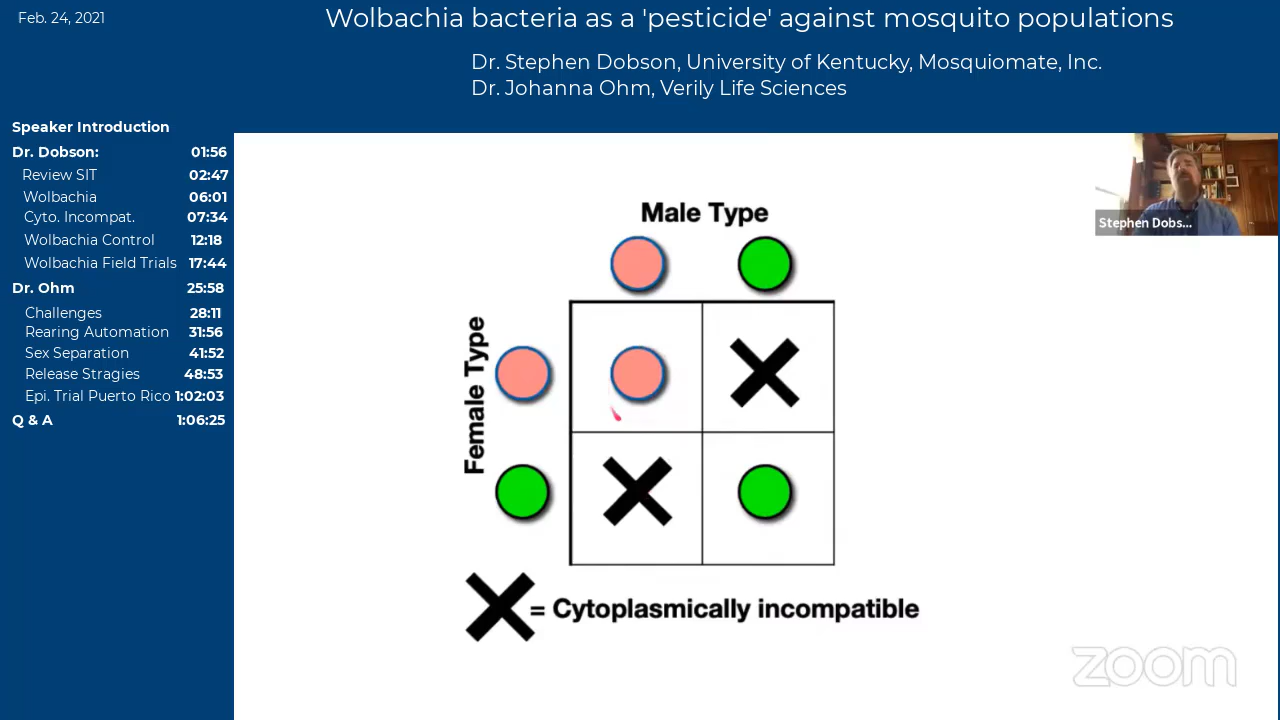 Feb. 24, 2021
Wolbachia bacteria as a 'pesticide' against mosquito populations
Dr. Stephen Dobson, University of Kentucky, Mosquiomate, Inc.
Dr. Johanna Ohm, Verily Life Sciences
Speaker Introduction
Dr. Dobson: 01:56
Review SIT 02:47
Wolbachia 06:01
Cyto. Incompat. 07:34
Wolbachia Control 12:18
Wolbachia Field Trials 17:44
Dr. Ohm 25:58
Challenges 28:11
Rearing Automation 31:56
Sex Separation 41:52
Release Stragies 48:53
Epi. Trial Puerto Rico 1:02:03
Q & A 1:06:25
Stephen Dobs...
Male Type
Female Type
= Cytoplasmically incompatible
zoom